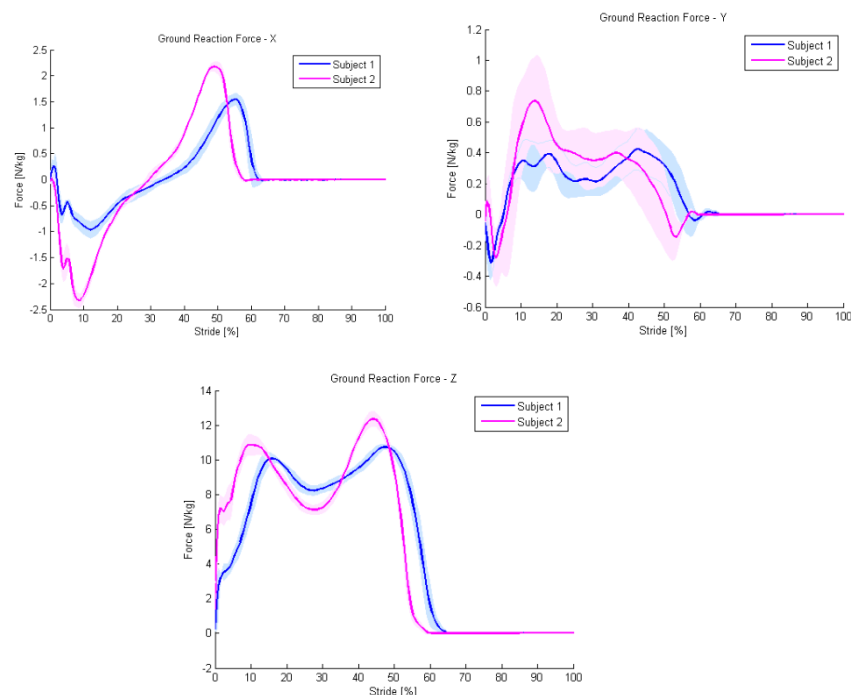 Ground Reaction Force - X
Force [N/kg]
2.5
2
1.5
1
0.5
0
-0.5
-1
-1.5
-2
-2.5
0 10 20 30 40 50 60 70 80 90 100
Stride [%]
Subject 1
Subject 2
Ground Reaction Force - Y
Force [N/kg]
1.2
1
0.8
0.6
0.4
0.2
0
-0.2
-0.4
-0.6
0 10 20 30 40 50 60 70 80 90 100
Stride [%]
Subject 1
Subject 2
Ground Reaction Force - Z
Force [N/kg]
14
12
10
8
6
4
2
0
-2
0 10 20 30 40 50 60 70 80 90 100
Stride [%]
Subject 1
Subject 2